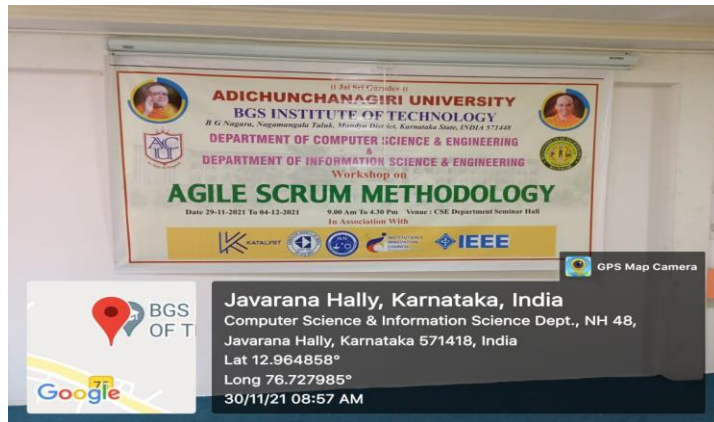 || Jai Sri Gurudev ||
ADICHUNCHANAGIRI UNIVERSITY
BGS INSTITUTE OF TECHNOLOGY
B G Nagara, Nagamangala Taluk, Mandya District, Karnataka State, INDIA 571448
DEPARTMENT OF COMPUTER SCIENCE & ENGINEERING
&
DEPARTMENT OF INFORMATION SCIENCE & ENGINEERING
Workshop on
AGILE SCRUM METHODOLOGY
Date 29-11-2021 To 04-12-2021 9.00 Am To 4.30 Pm Venue : CSE Department Seminar Hall
In Association With
KATALYST
INSTITUTION'S
INNOVATION
COUNCIL
IEEE
GPS Map Camera
BGS
OF T
75
Google
Javarana Hally, Karnataka, India
Computer Science & Information Science Dept., NH 48,
Javarana Hally, Karnataka 571418, India
Lat 12.964858°
Long 76.727985°
30/11/21 08:57 AM